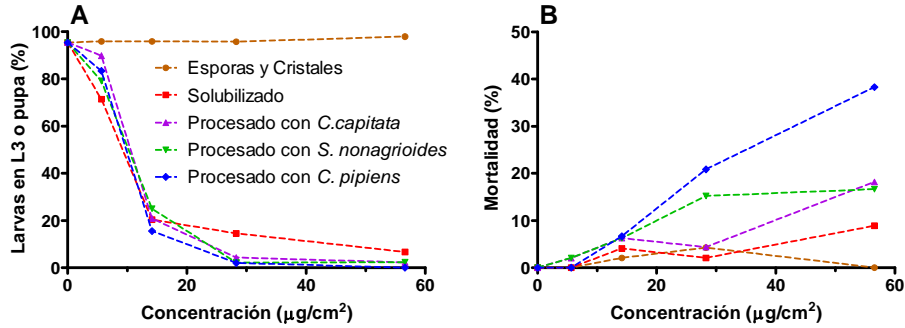 A
B
Larvas en L3 o pupa (%)
100
80
60
40
20
0
Esporas y Cristales
Solubilizado
Procesado con C.capitata
Procesado con S. nonagrioides
Procesado con C. pipiens
0 20 40 60
Concentración (μg/cm²)
Mortalidad (%)
50
40
30
20
10
0
0 20 40 60
Concentración (μg/cm²)